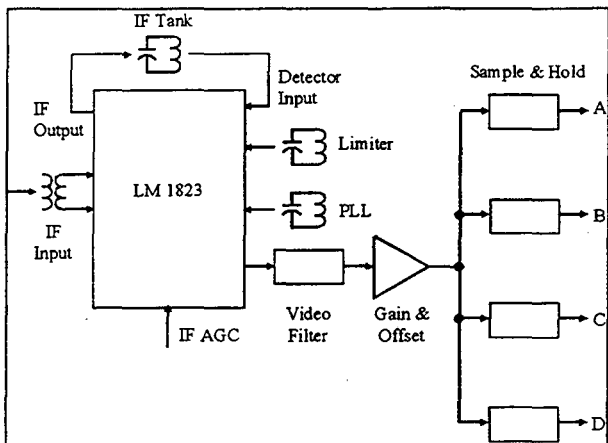 IF Tank
Sample & Hold
Detector
Input
A
IF
Output
Limiter
LM 1823
PLL
B
IF
Input
Video
Filter
Gain &
Offset
C
IF AGC
D